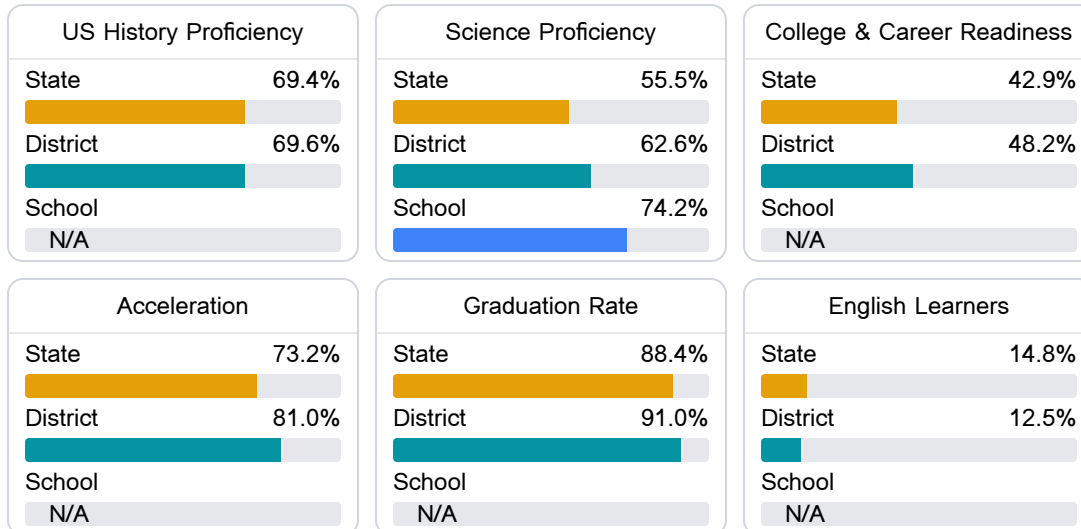 US History Proficiency
State 69.4%
District 69.6%
School
N/A
Science Proficiency
State 55.5%
District 62.6%
School 74.2%
College & Career Readiness
State 42.9%
District 48.2%
School
N/A
Acceleration
State 73.2%
District 81.0%
School
N/A
Graduation Rate
State 88.4%
District 91.0%
School
N/A
English Learners
State 14.8%
District 12.5%
School
N/A